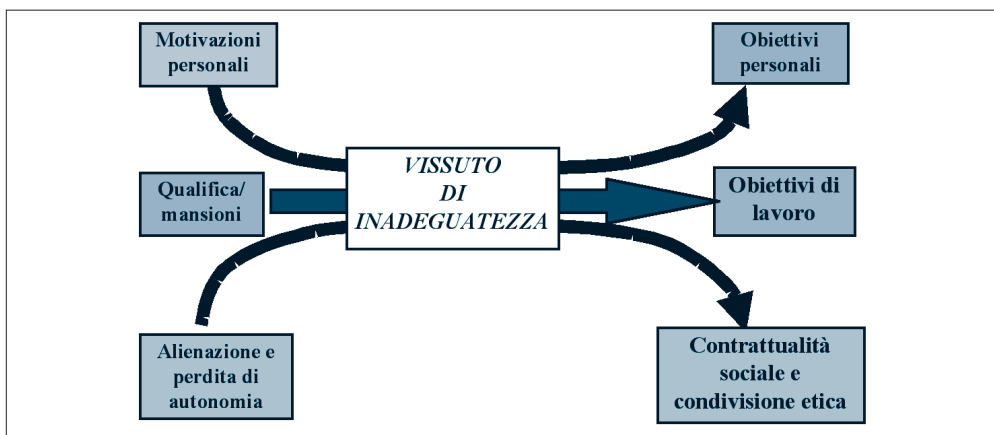 Motivazioni
personali
Obiettivi
personali
VISSUTO
DI
INADEGUATEZZA
Qualifica/
mansioni
Obiettivi di
lavoro
Alienazione e
perdita di
autonomia
Contrattualità
sociale e
condivisione etica